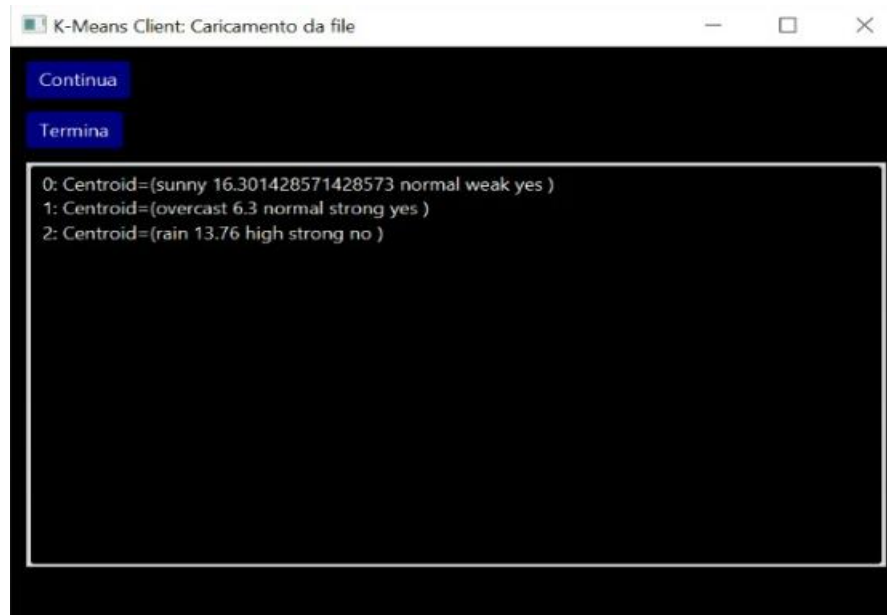 K-Means Client: Caricamento da file
Continua
Termina
0: Centroid=(sunny 16.301428571428573 normal weak yes )
1: Centroid=(overcast 6.3 normal strong yes )
2: Centroid=(rain 13.76 high strong no )